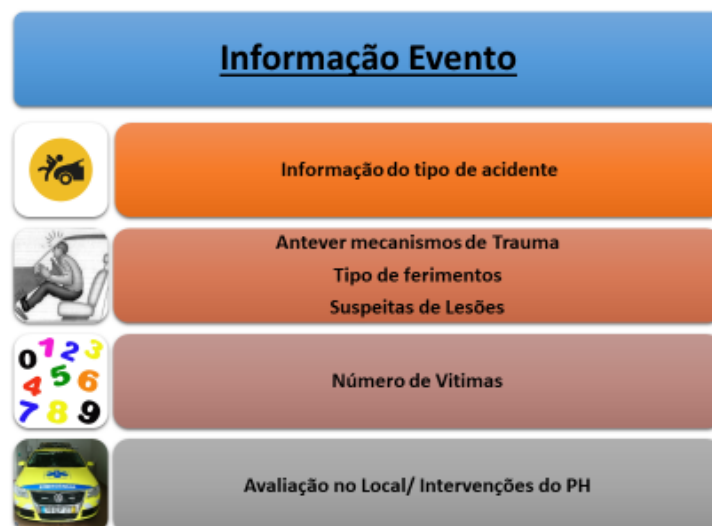 Informação Evento
Informação do tipo de acidente
Antever mecanismos de Trauma
Tipo de ferimentos
Suspeitas de Lesões
0 1 2 3
4 5 6
7 8 9
Número de Vitimas
Avaliação no Local/ Intervenções do PH